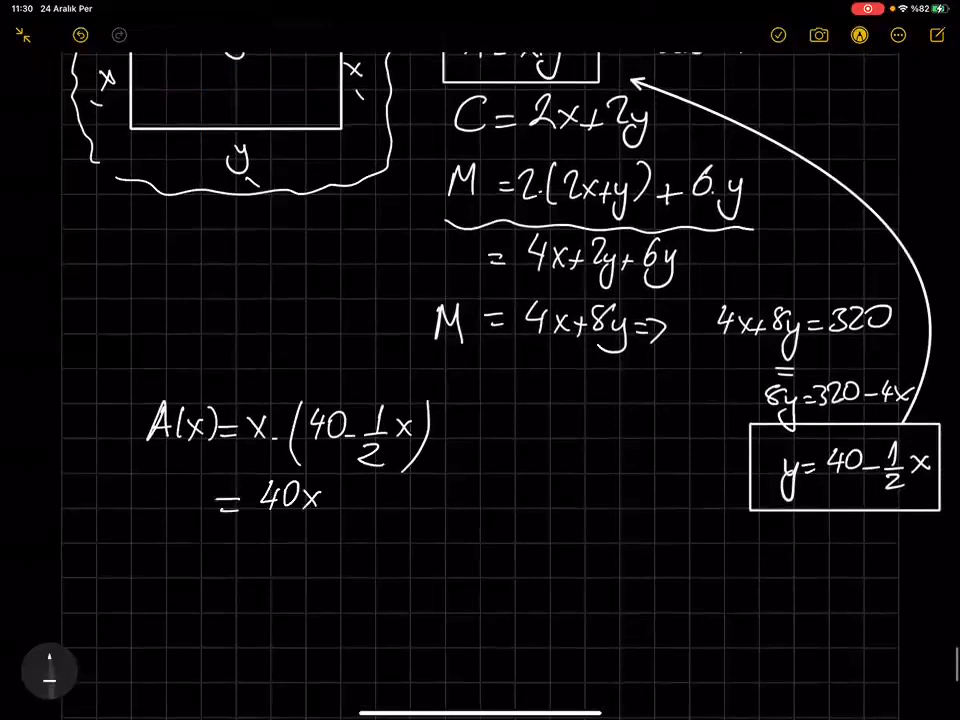 11:30 24 Aralık Per %82
x
x
y
C = 2x+2y
M = 2.(2x+y) + 6.y
= 4x+2y+6y
M = 4x+8y => 4x+8y=320
8y=320-4x
y = 40 - 1/2 x
A(x) = x. (40 - 1/2 x)
= 40x